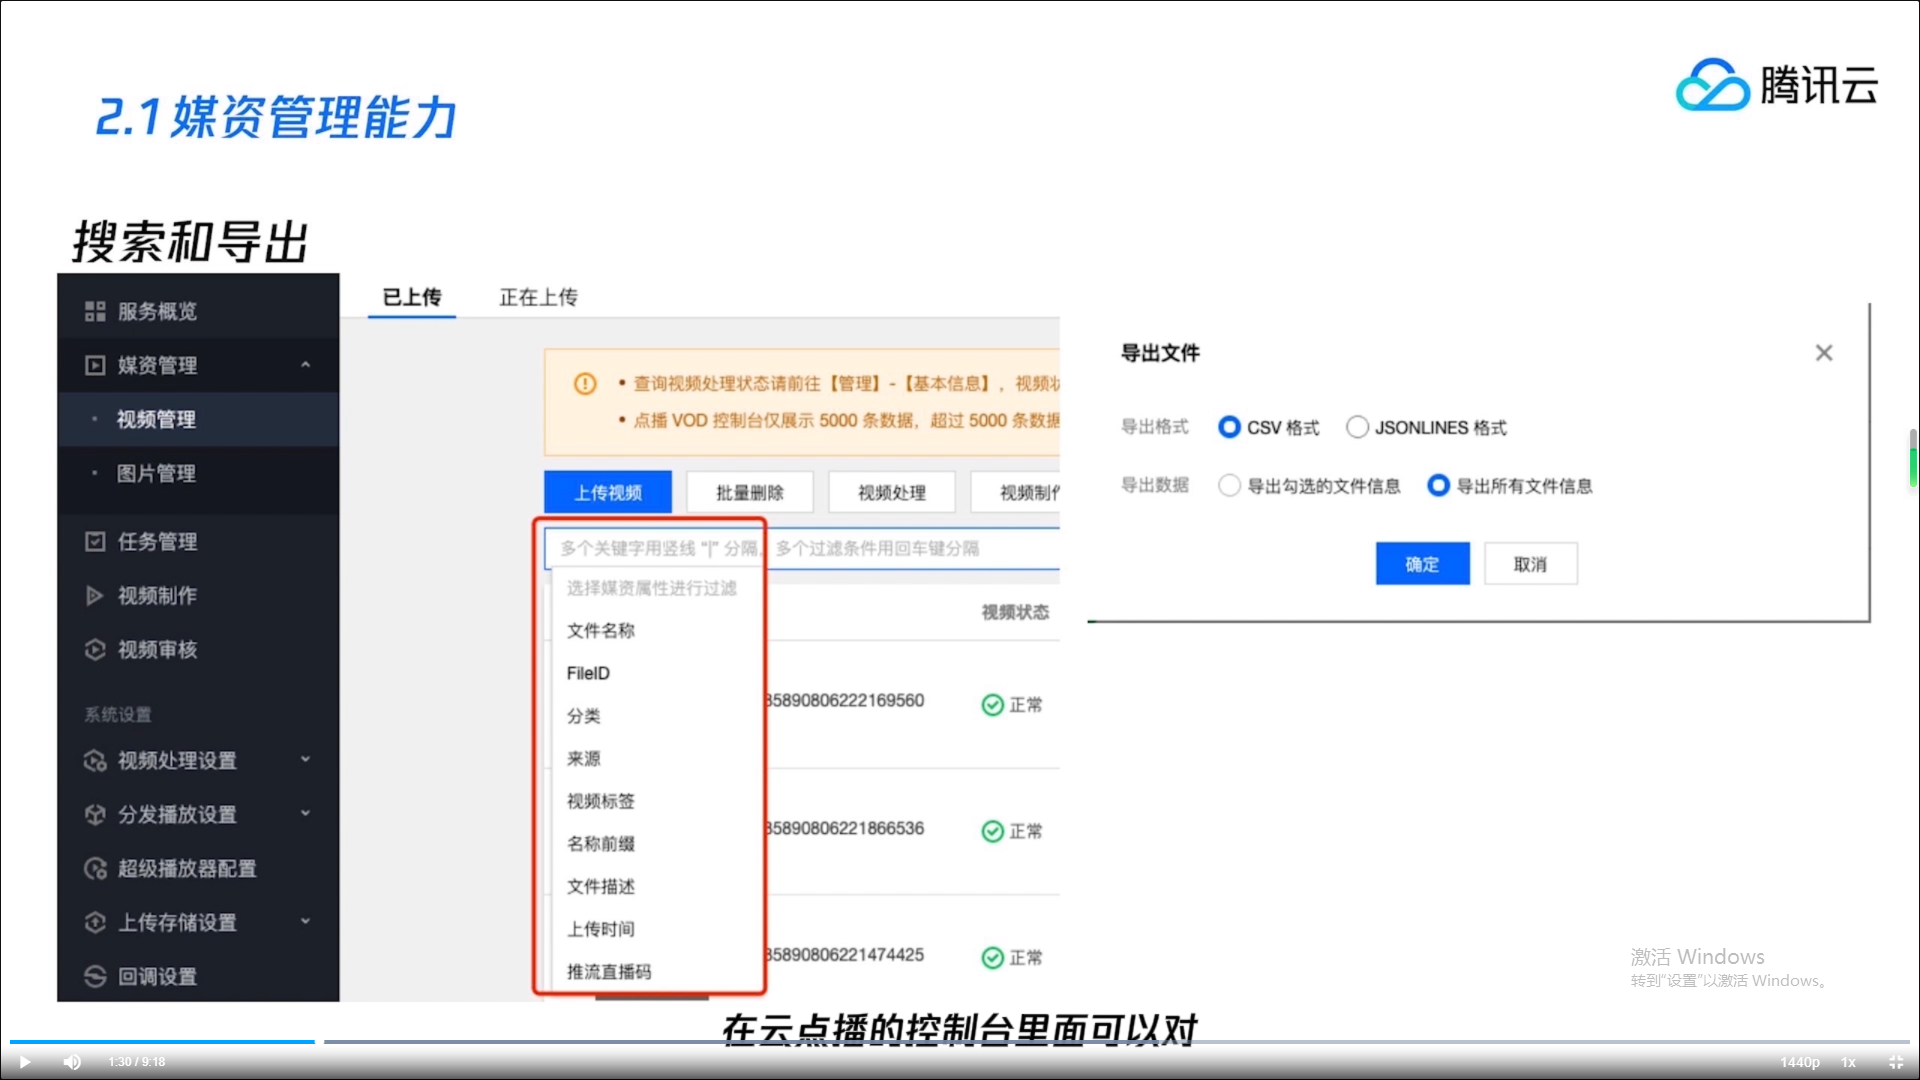 2.1 媒资管理能力
腾讯云
搜索和导出
服务概览
媒资管理
视频管理
图片管理
任务管理
视频制作
视频审核
系统设置
视频处理设置
分发播放设置
超级播放器配置
上传存储设置
回调设置
已上传 正在上传
• 查询视频处理状态请前往【管理】-【基本信息】，视频
• 点播 VOD 控制台仅展示 5000 条数据，超过 5000 条数据
上传视频 批量删除 视频处理 视频制
多个关键字用竖线 “|” 分隔，多个过滤条件用回车键分隔
选择媒资属性进行过滤
文件名称
FileID
分类
来源
视频标签
名称前缀
文件描述
上传时间
推流直播码
视频状态
35890806222169560 正常
35890806221866536 正常
35890806221474425 正常
导出文件
导出格式 CSV 格式 JSONLINES 格式
导出数据 导出勾选的文件信息 导出所有文件信息
确定 取消
激活 Windows
转到“设置”以激活 Windows。
在云点播的控制台里面可以对
1:30 / 9:18 1440p 1x